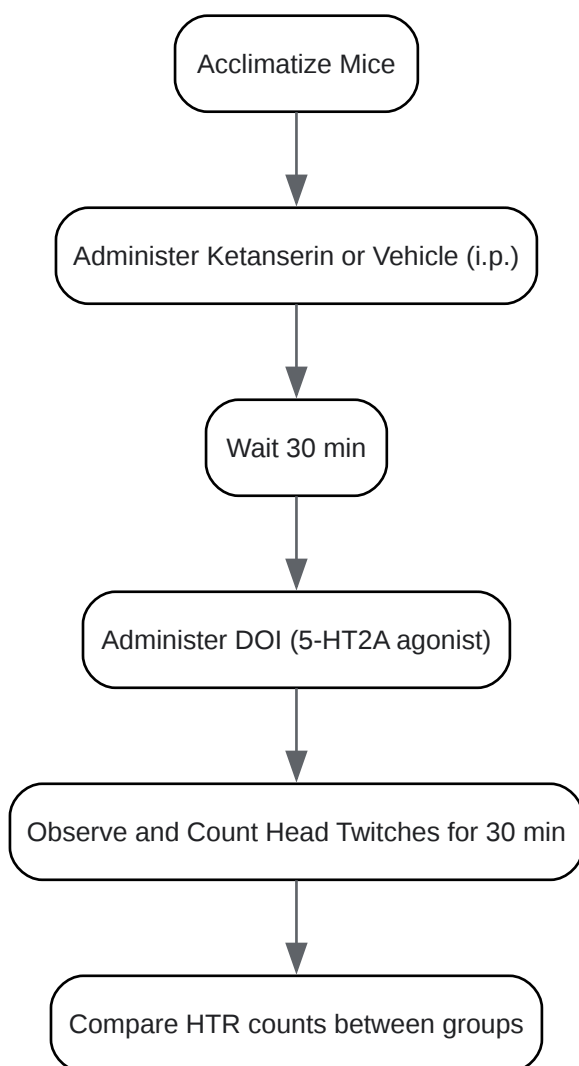 Acclimatize Mice
Administer Ketanserin or Vehicle (i.p.)
Wait 30 min
Administer DOI (5-HT2A agonist)
Observe and Count Head Twitches for 30 min
Compare HTR counts between groups